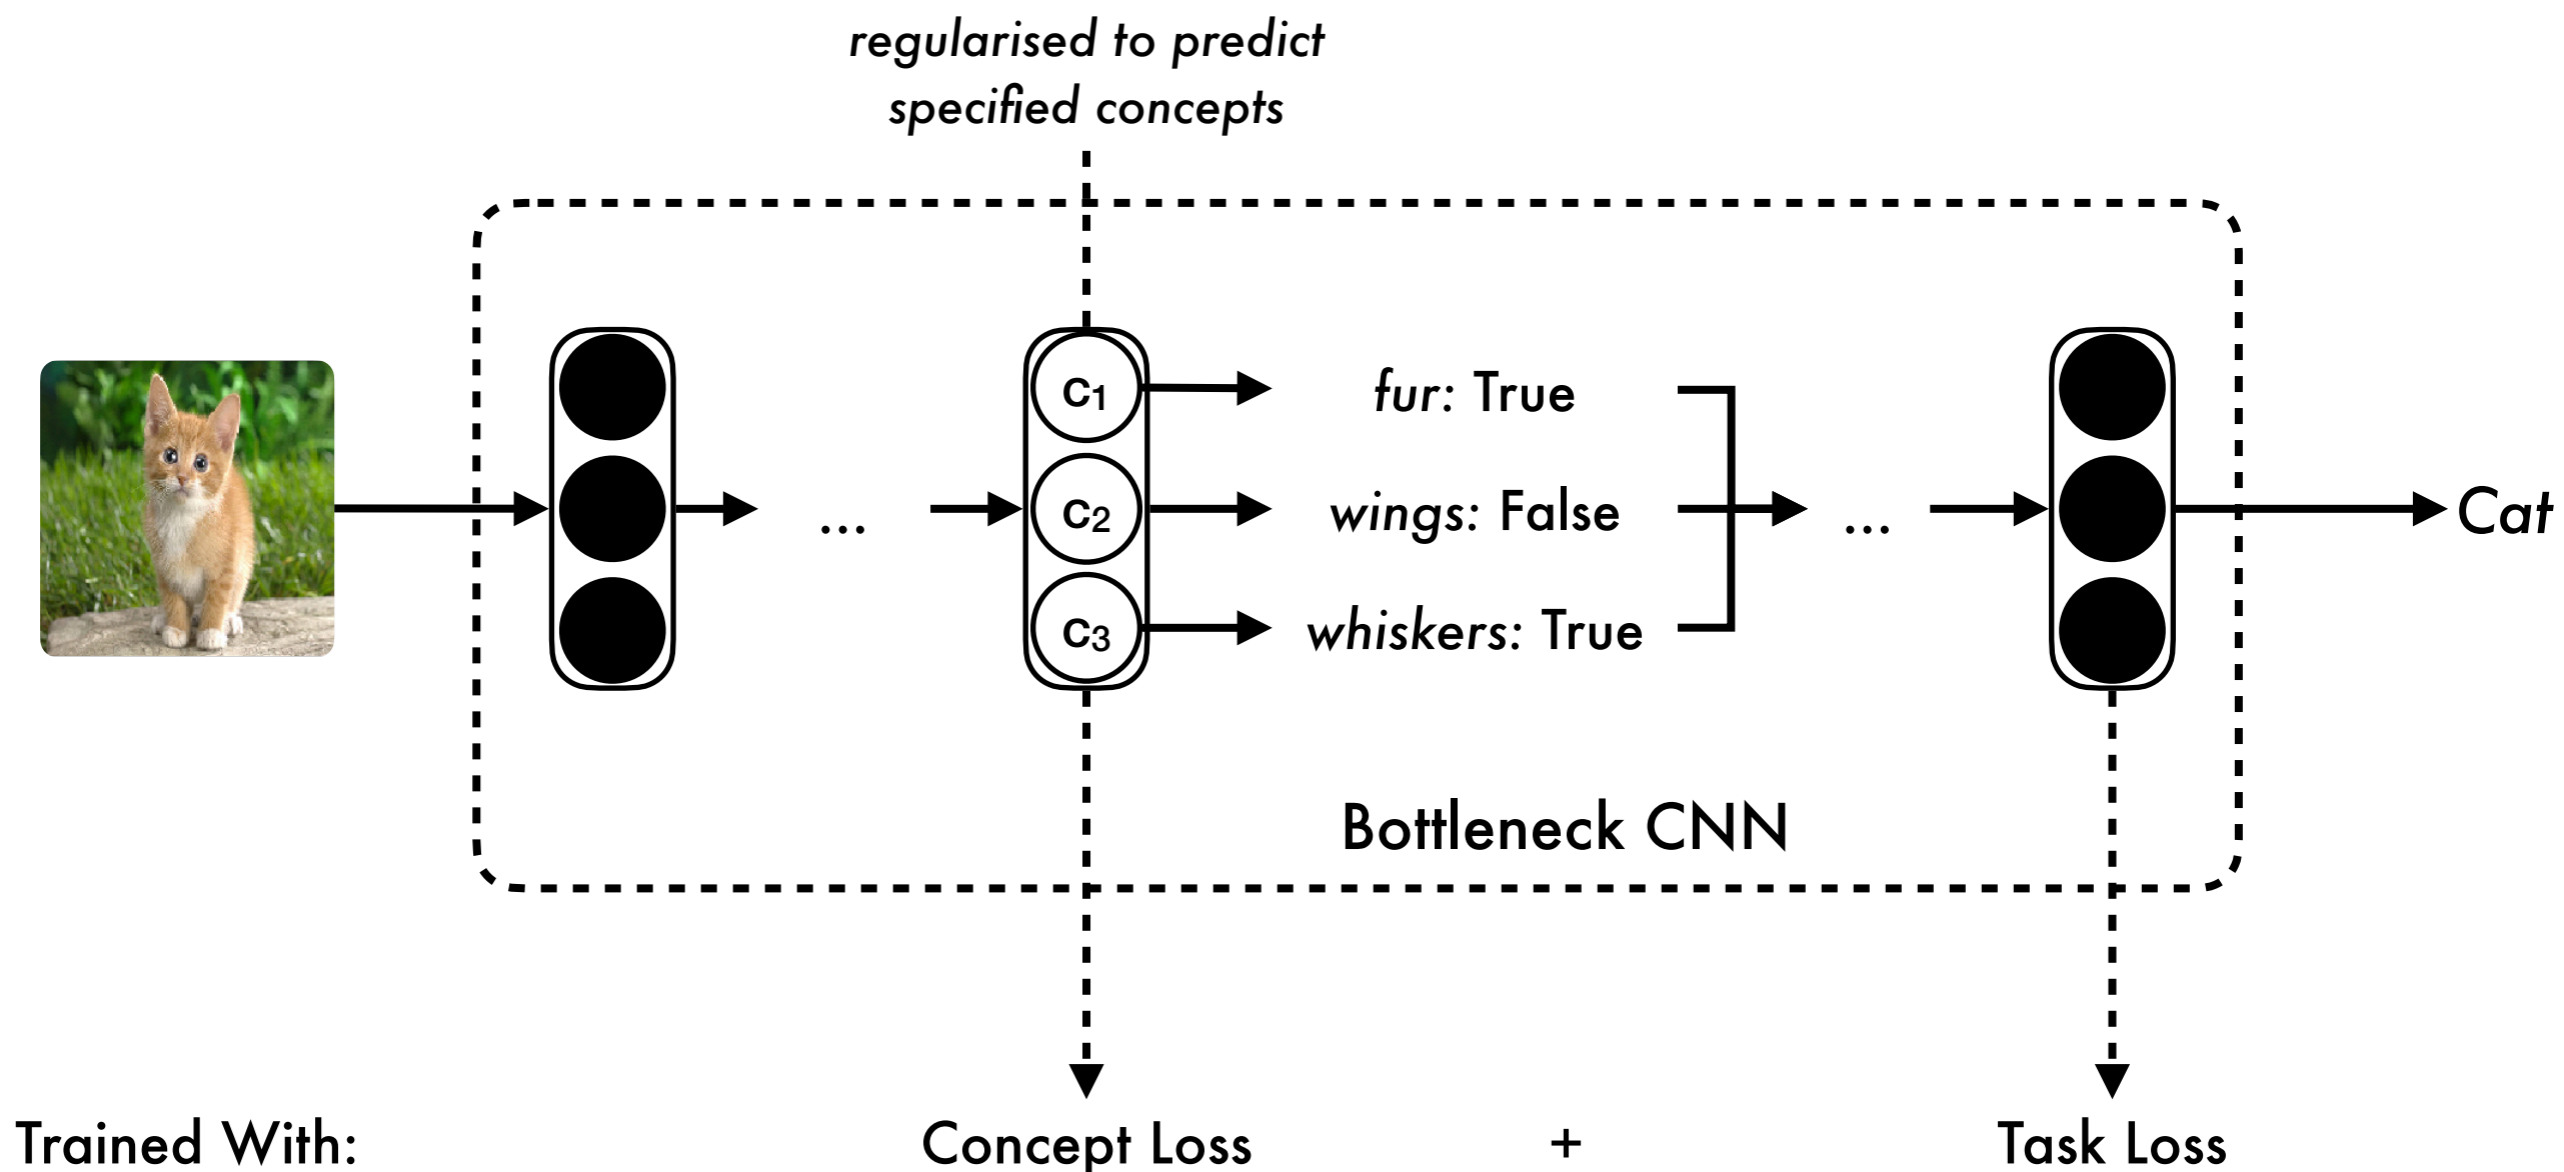 regularised to predict
specified concepts
c1
fur: True
...
c2
wings: False
...
Cat
c3
whiskers: True
Bottleneck CNN
Trained With:
Concept Loss
+
Task Loss